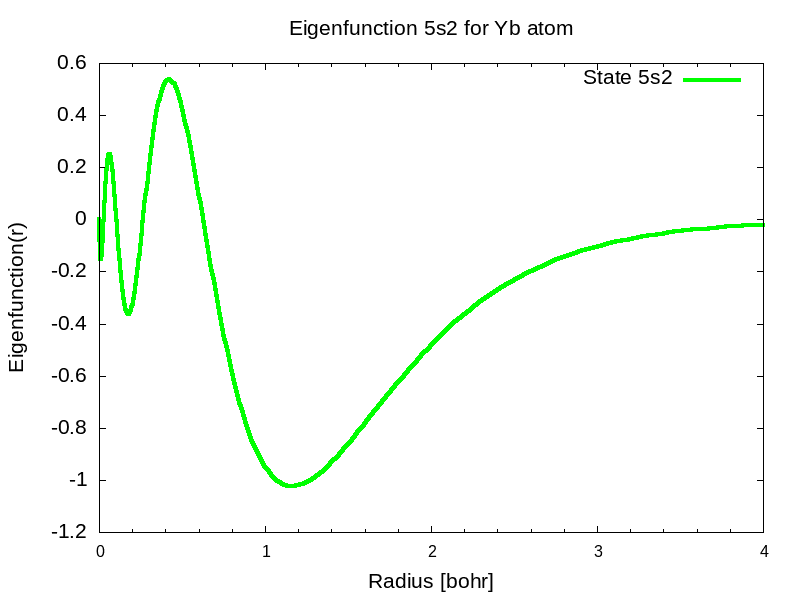 Eigenfunction 5s2 for Yb atom
State 5s2
0.6
0.4
0.2
0
-0.2
-0.4
-0.6
-0.8
-1
-1.2
Eigenfunction(r)
0 1 2 3 4
Radius [bohr]